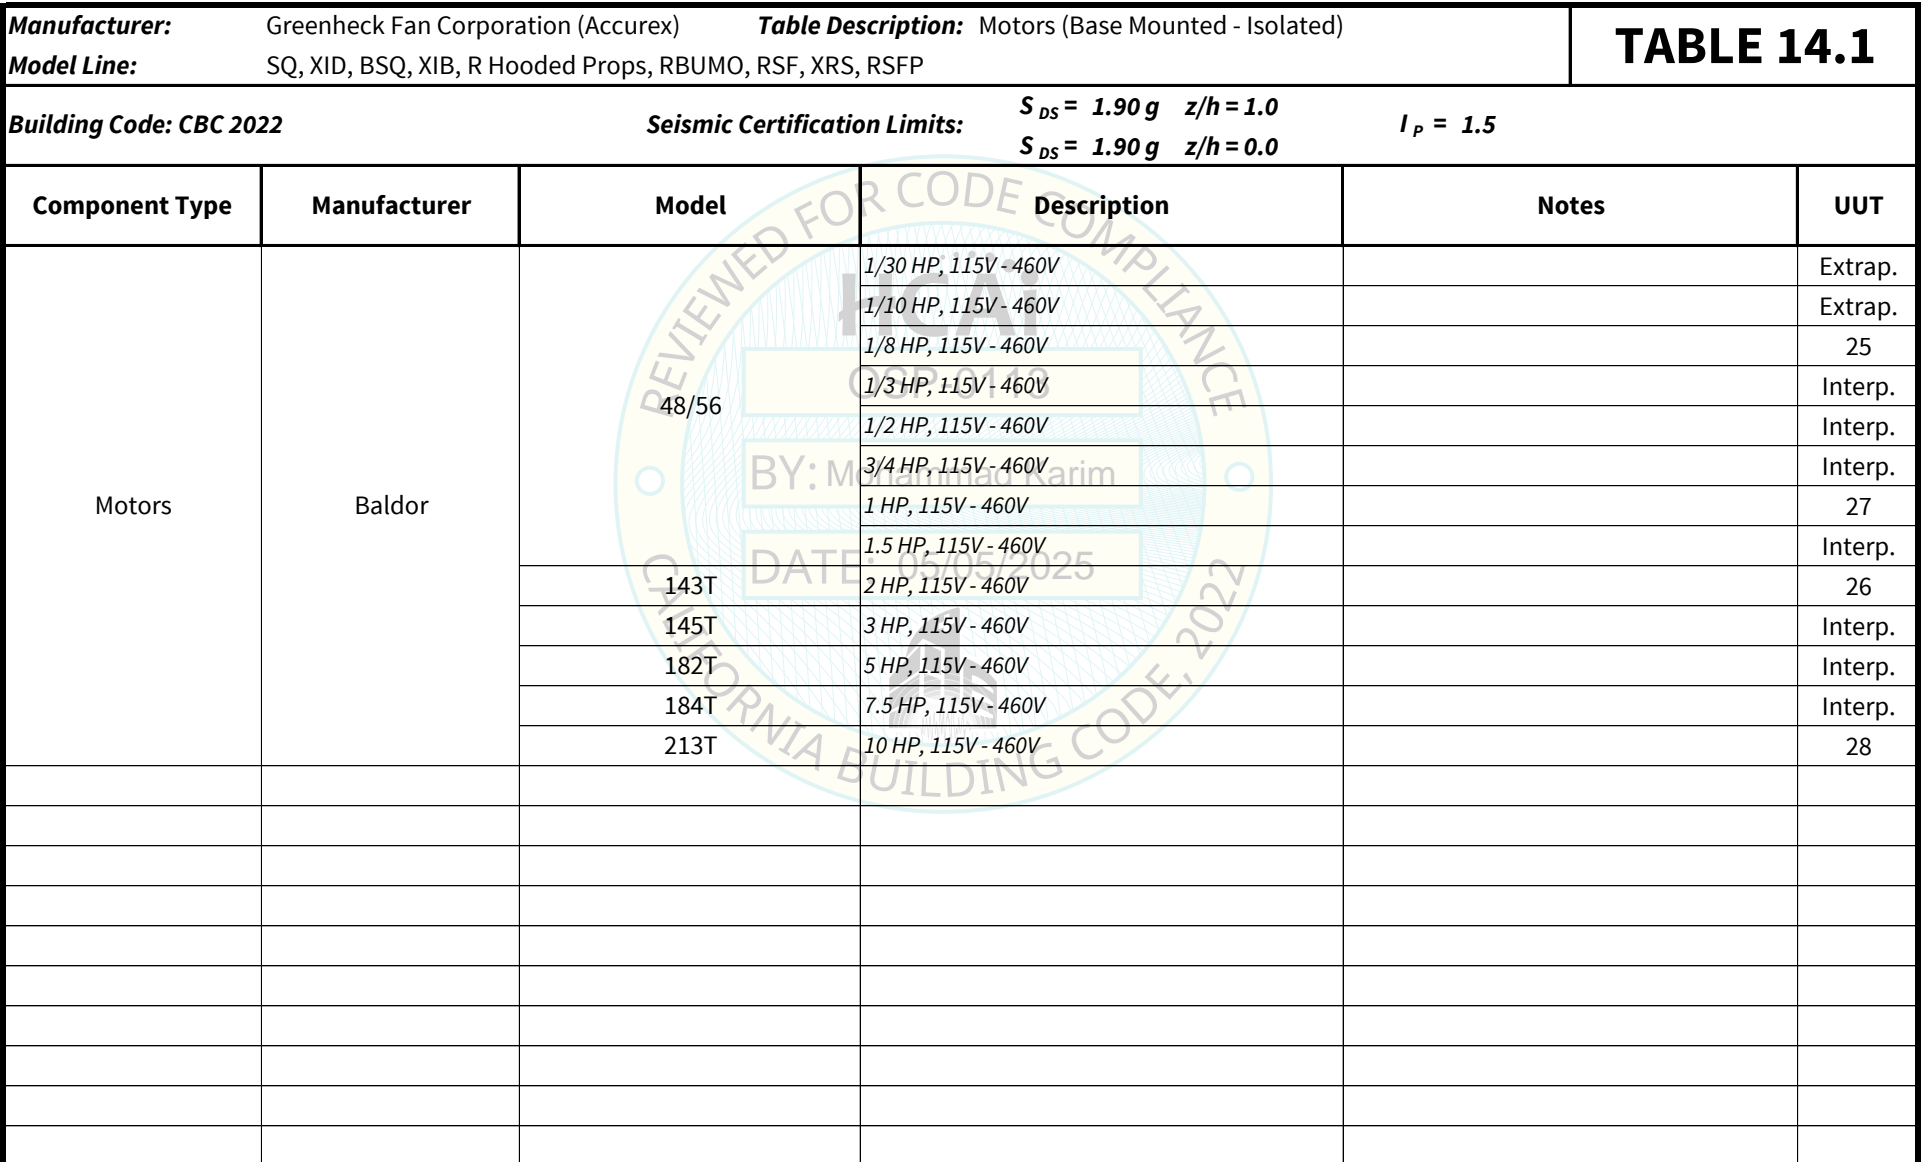 Manufacturer: Greenheck Fan Corporation (Accurex) Table Description: Motors (Base Mounted - Isolated)
TABLE 14.1
Model Line: SQ, XID, BSQ, XIB, R Hooded Props, RBUMO, RSF, XRS, RSFP
Building Code: CBC 2022 Seismic Certification Limits: S DS = 1.90 g z/h = 1.0 I P = 1.5
S DS = 1.90 g z/h = 0.0
Component Type Manufacturer Model Description Notes UUT
1/30 HP, 115V - 460V Extrap.
1/10 HP, 115V - 460V Extrap.
1/8 HP, 115V - 460V 25
1/3 HP, 115V - 460V Interp.
48/56
1/2 HP, 115V - 460V Interp.
3/4 HP, 115V - 460V Interp.
Motors Baldor 1 HP, 115V - 460V 27
1.5 HP, 115V - 460V Interp.
143T 2 HP, 115V - 460V 26
145T 3 HP, 115V - 460V Interp.
182T 5 HP, 115V - 460V Interp.
184T 7.5 HP, 115V - 460V Interp.
213T 10 HP, 115V - 460V 28
REVIEWED FOR CODE COMPLIANCE
HCAi
OSP-0113
BY: Mohammad Karim
DATE: 05/05/2025
CALIFORNIA BUILDING CODE, 2022